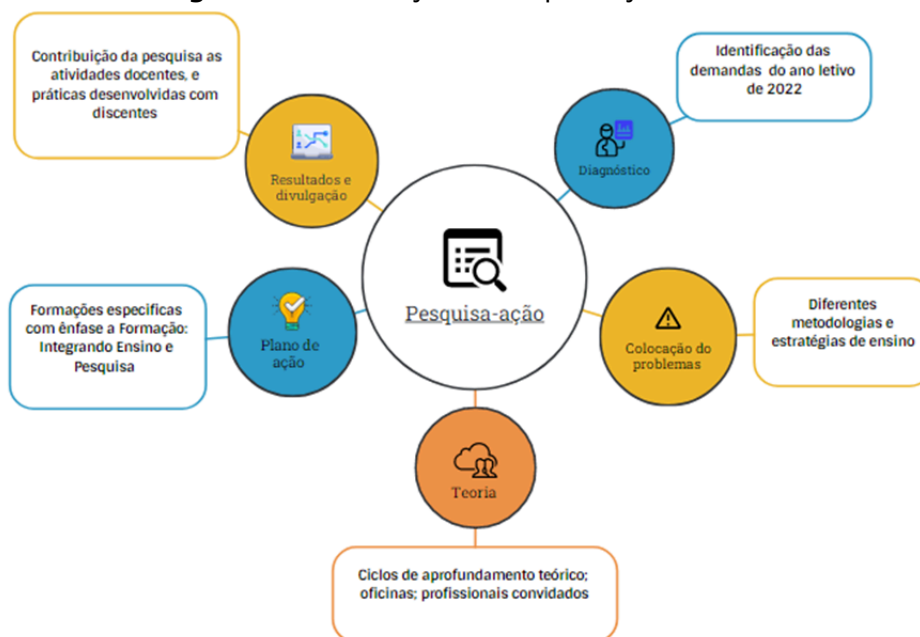 Contribuição da pesquisa as
atividades docentes, e
práticas desenvolvidas com
discentes
Resultados e
divulgação
Identificação das
demandas do ano letivo
de 2022
Diagnóstico
Pesquisa-ação
Formações especificas
com ênfase a Formação:
Integrando Ensino e
Pesquisa
Plano de
ação
Colocação do
problemas
Diferentes
metodologias e
estratégias de ensino
Teoria
Ciclos de aprofundamento teórico;
oficinas; profissionais convidados